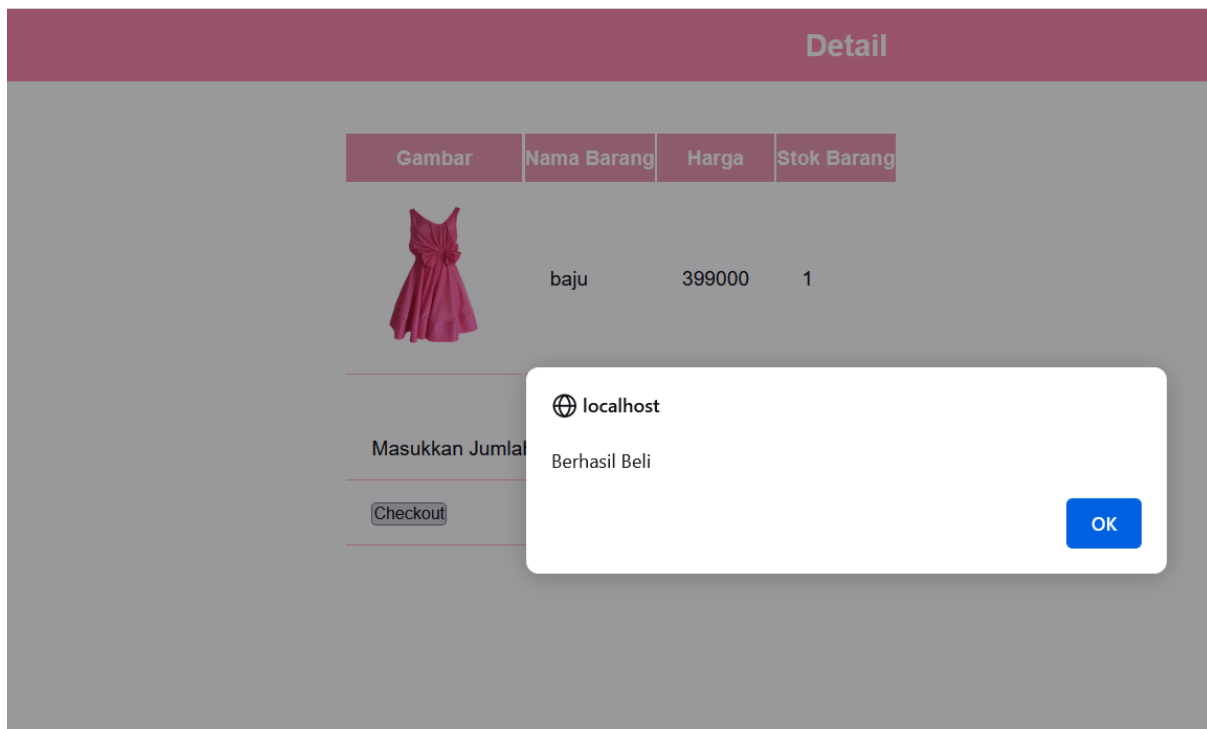 Detail
Gambar Nama Barang Harga Stok Barang
baju 399000 1
localhost
Masukkan Jumlah
Berhasil Beli
Checkout
OK